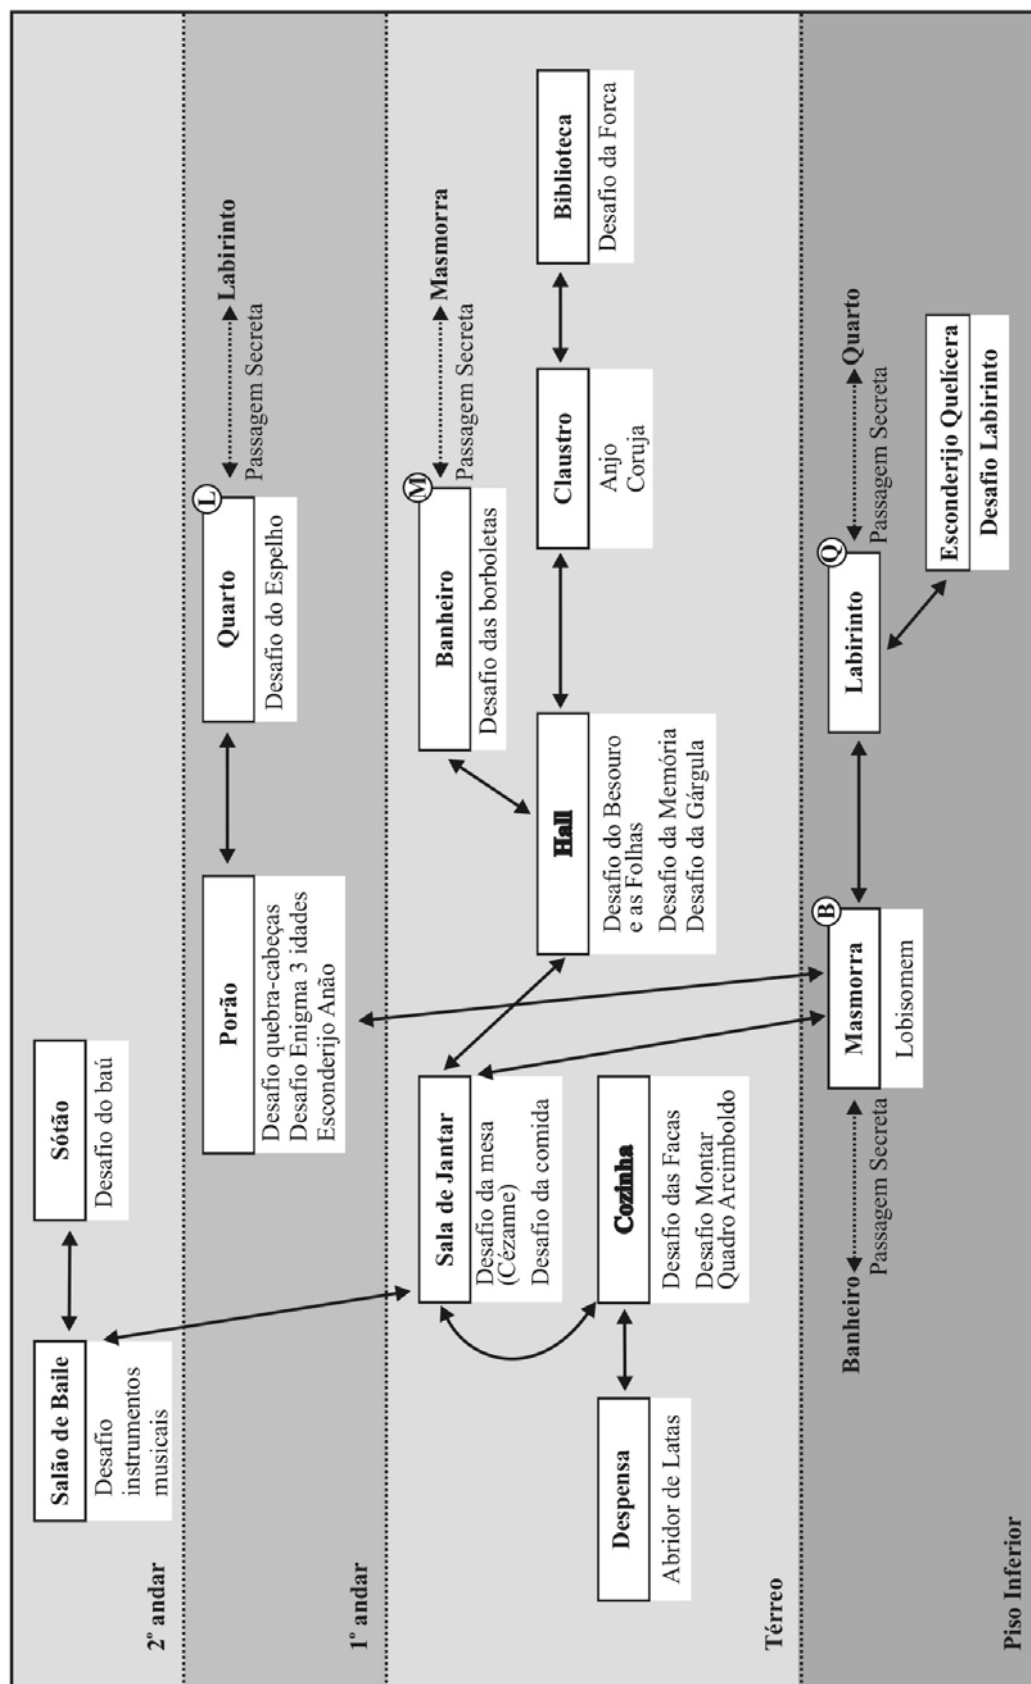 2º andar
Salão de Baile
Desafio
instrumentos
musicais
Sótão
Desafio do baú
1º andar
Porão
Desafio quebra-cabeças
Desafio Enigma 3 idades
Esconderijo Anão
Quarto
L
Desafio do Espelho
Labirinto
Passagem Secreta
Térreo
Sala de Jantar
Desafio da mesa
(Cézanne)
Desafio da comida
Banheiro
M
Desafio das borboletas
Masmorra
Passagem Secreta
Despensa
Abridor de Latas
Cozinha
Desafio das Facas
Desafio Montar
Quadro Arcimboldo
Hall
Desafio do Besouro
e as Folhas
Desafio da Memória
Desafio da Gárgula
Claustro
Anjo
Coruja
Biblioteca
Desafio da Forca
Piso Inferior
Banheiro
Passagem Secreta
Masmorra
B
Lobisomem
Labirinto
Q
Quarto
Passagem Secreta
Esconderijo Quelícera
Desafio Labirinto